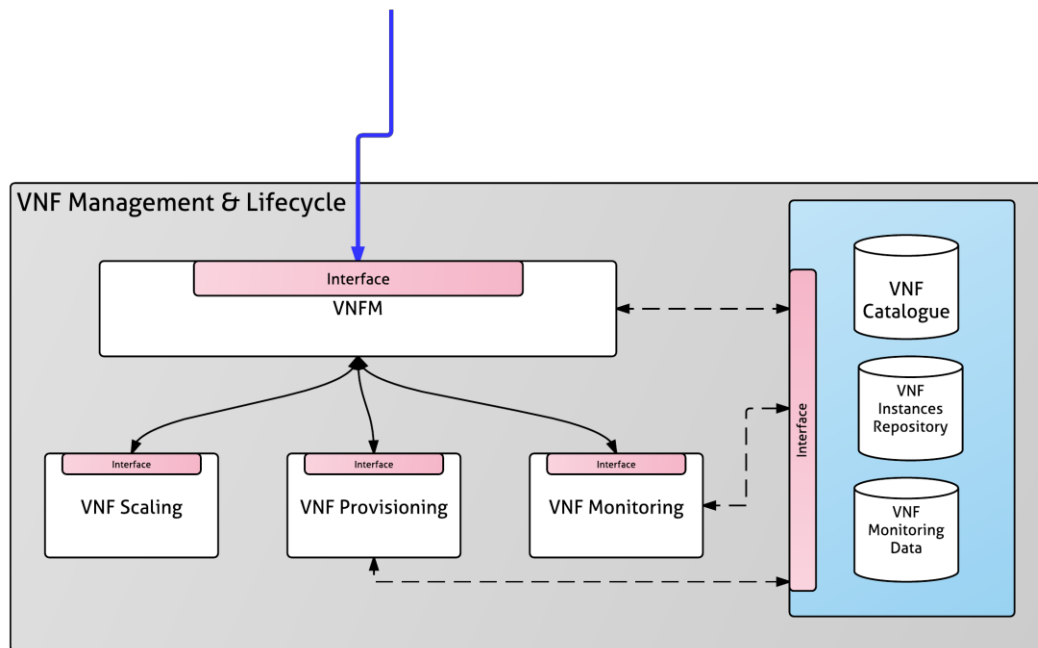 VNF Management & Lifecycle
Interface
VNFM
Interface
VNF Scaling
Interface
VNF Provisioning
Interface
VNF Monitoring
Interface
VNF
Catalogue
VNF
Instances
Repository
VNF
Monitoring
Data